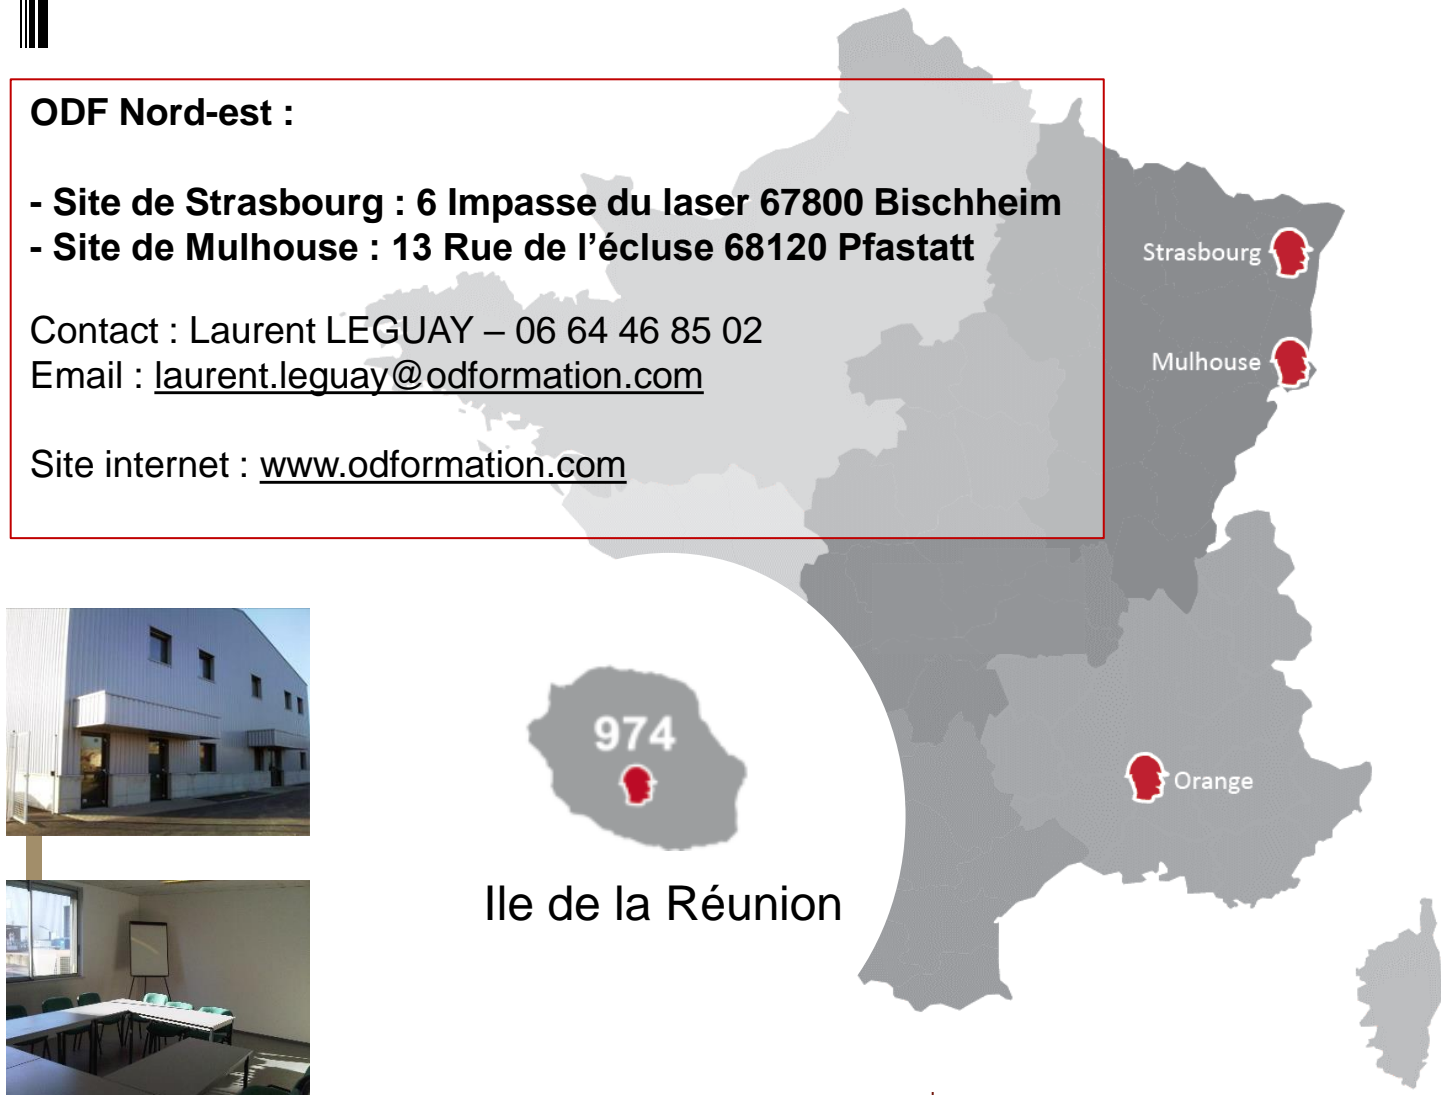 ODF Nord-est :
- Site de Strasbourg : 6 Impasse du laser 67800 Bischheim
- Site de Mulhouse : 13 Rue de l’écluse 68120 Pfastatt
Contact : Laurent LEGUAY – 06 64 46 85 02
Email : laurent.leguay@odformation.com
Site internet : www.odformation.com
Strasbourg
Mulhouse
974
Orange
Ile de la Réunion